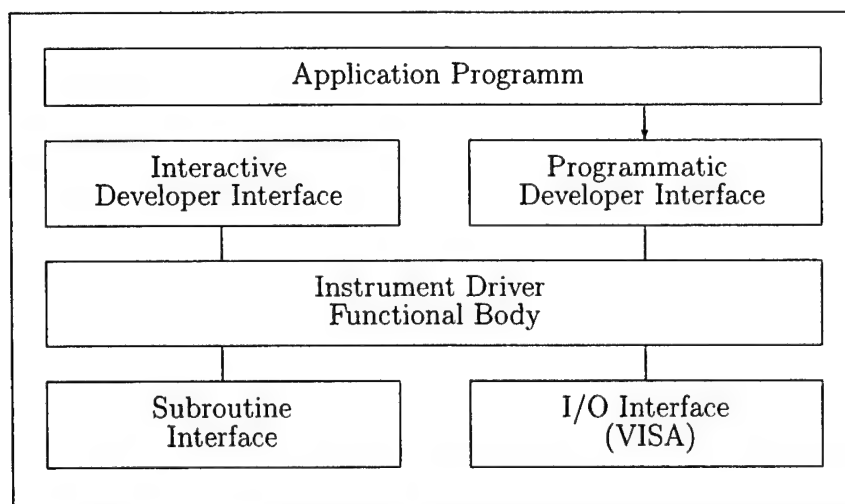 Application Programm
Interactive
Developer Interface
Programmatic
Developer Interface
Instrument Driver
Functional Body
Subroutine
Interface
I/O Interface
(VISA)